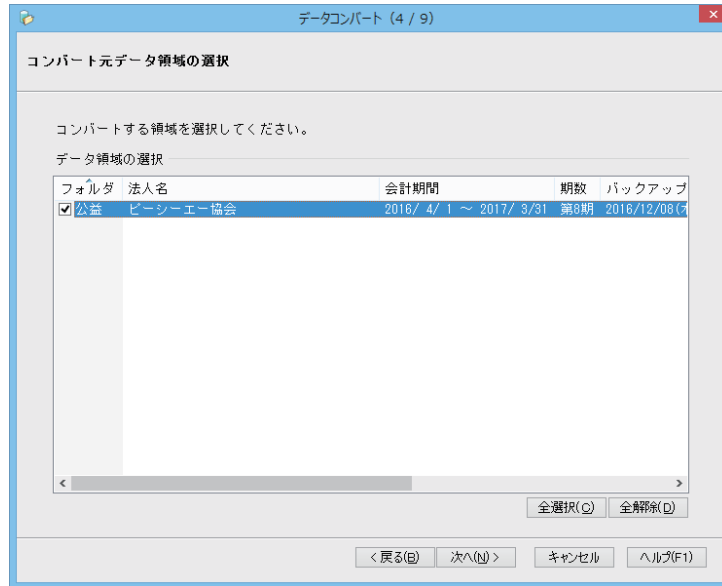 データコンバート (4 / 9)
コンバート元データ領域の選択
コンバートする領域を選択してください。
データ領域の選択
フォルダ 法人名 会計期間 期数 バックアップ
公益 ピーシーエー協会 2016/ 4/ 1 ～ 2017/ 3/31 第8期 2016/12/08(木
全選択(C) 全解除(D)
<戻る(B) 次へ(N)> キャンセル ヘルプ(F1)